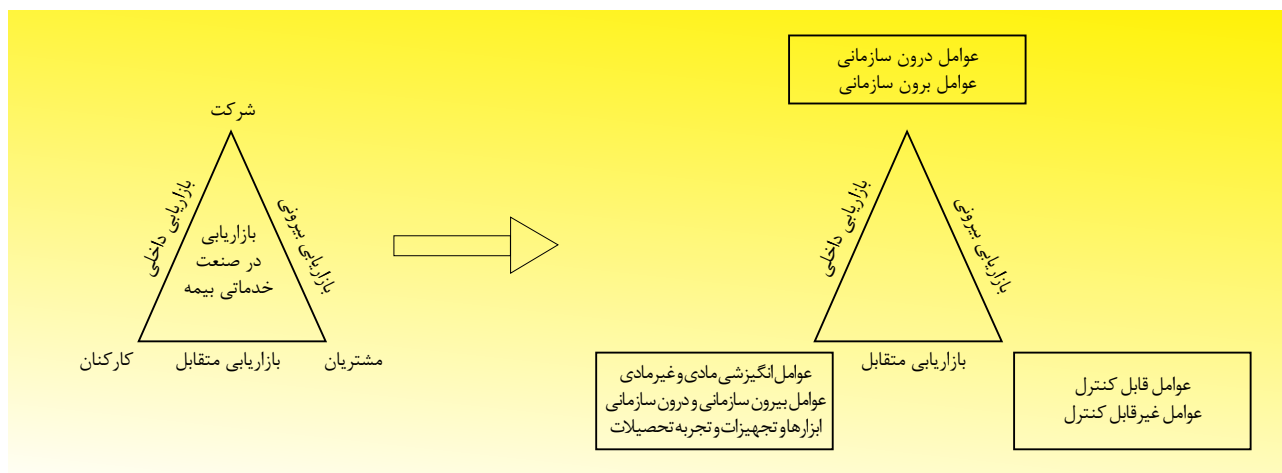 عوامل درون سازمانی
عوامل برون سازمانی
بازاریابی داخلی
بازاریابی بیرونی
بازاریابی متقابل
عوامل قابل کنترل
عوامل غیرقابل کنترل
عوامل انگیزشی مادی و غیرمادی
عوامل بیرون سازمانی و درون سازمانی
ابزارها و تجهیزات و تجربه تحصیلات
شرکت
بازاریابی بیرونی
بازاریابی داخلی
بازاریابی
در صنعت
خدماتی بیمه
مشتریان
بازاریابی متقابل
کارکنان